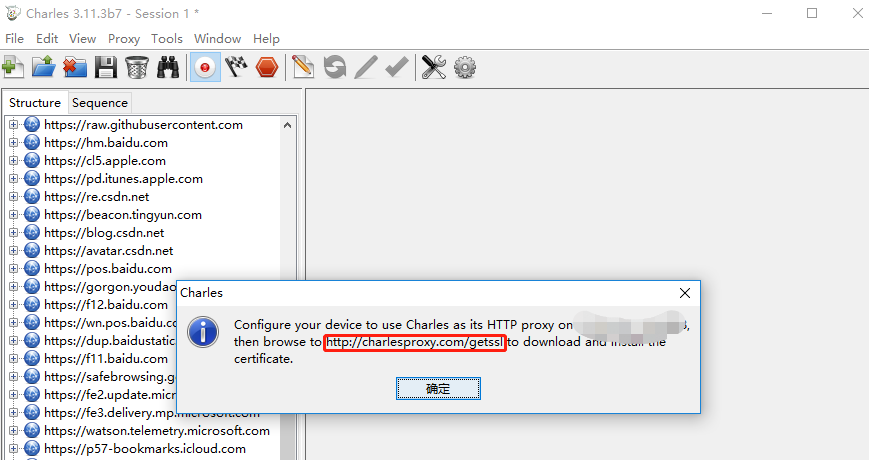 Charles 3.11.3b7 - Session 1 *
File Edit View Proxy Tools Window Help
Structure Sequence
https://raw.githubusercontent.com
https://hm.baidu.com
https://cl5.apple.com
https://pd.itunes.apple.com
https://re.csdn.net
https://beacon.tingyun.com
https://blog.csdn.net
https://avatar.csdn.net
https://pos.baidu.com
https://gorgon.youdao
https://f12.baidu.com
https://wn.pos.baidu.co
https://dup.baidustatic
https://f11.baidu.com
https://safebrowsing.g
https://fe2.update.micr
https://fe3.delivery.mp.microsoft.com
https://watson.telemetry.microsoft.com
https://p57-bookmarks.icloud.com
Charles
Configure your device to use Charles as its HTTP proxy on
then browse to http://charlesproxy.com/getssl to download and install the
certificate.
确定